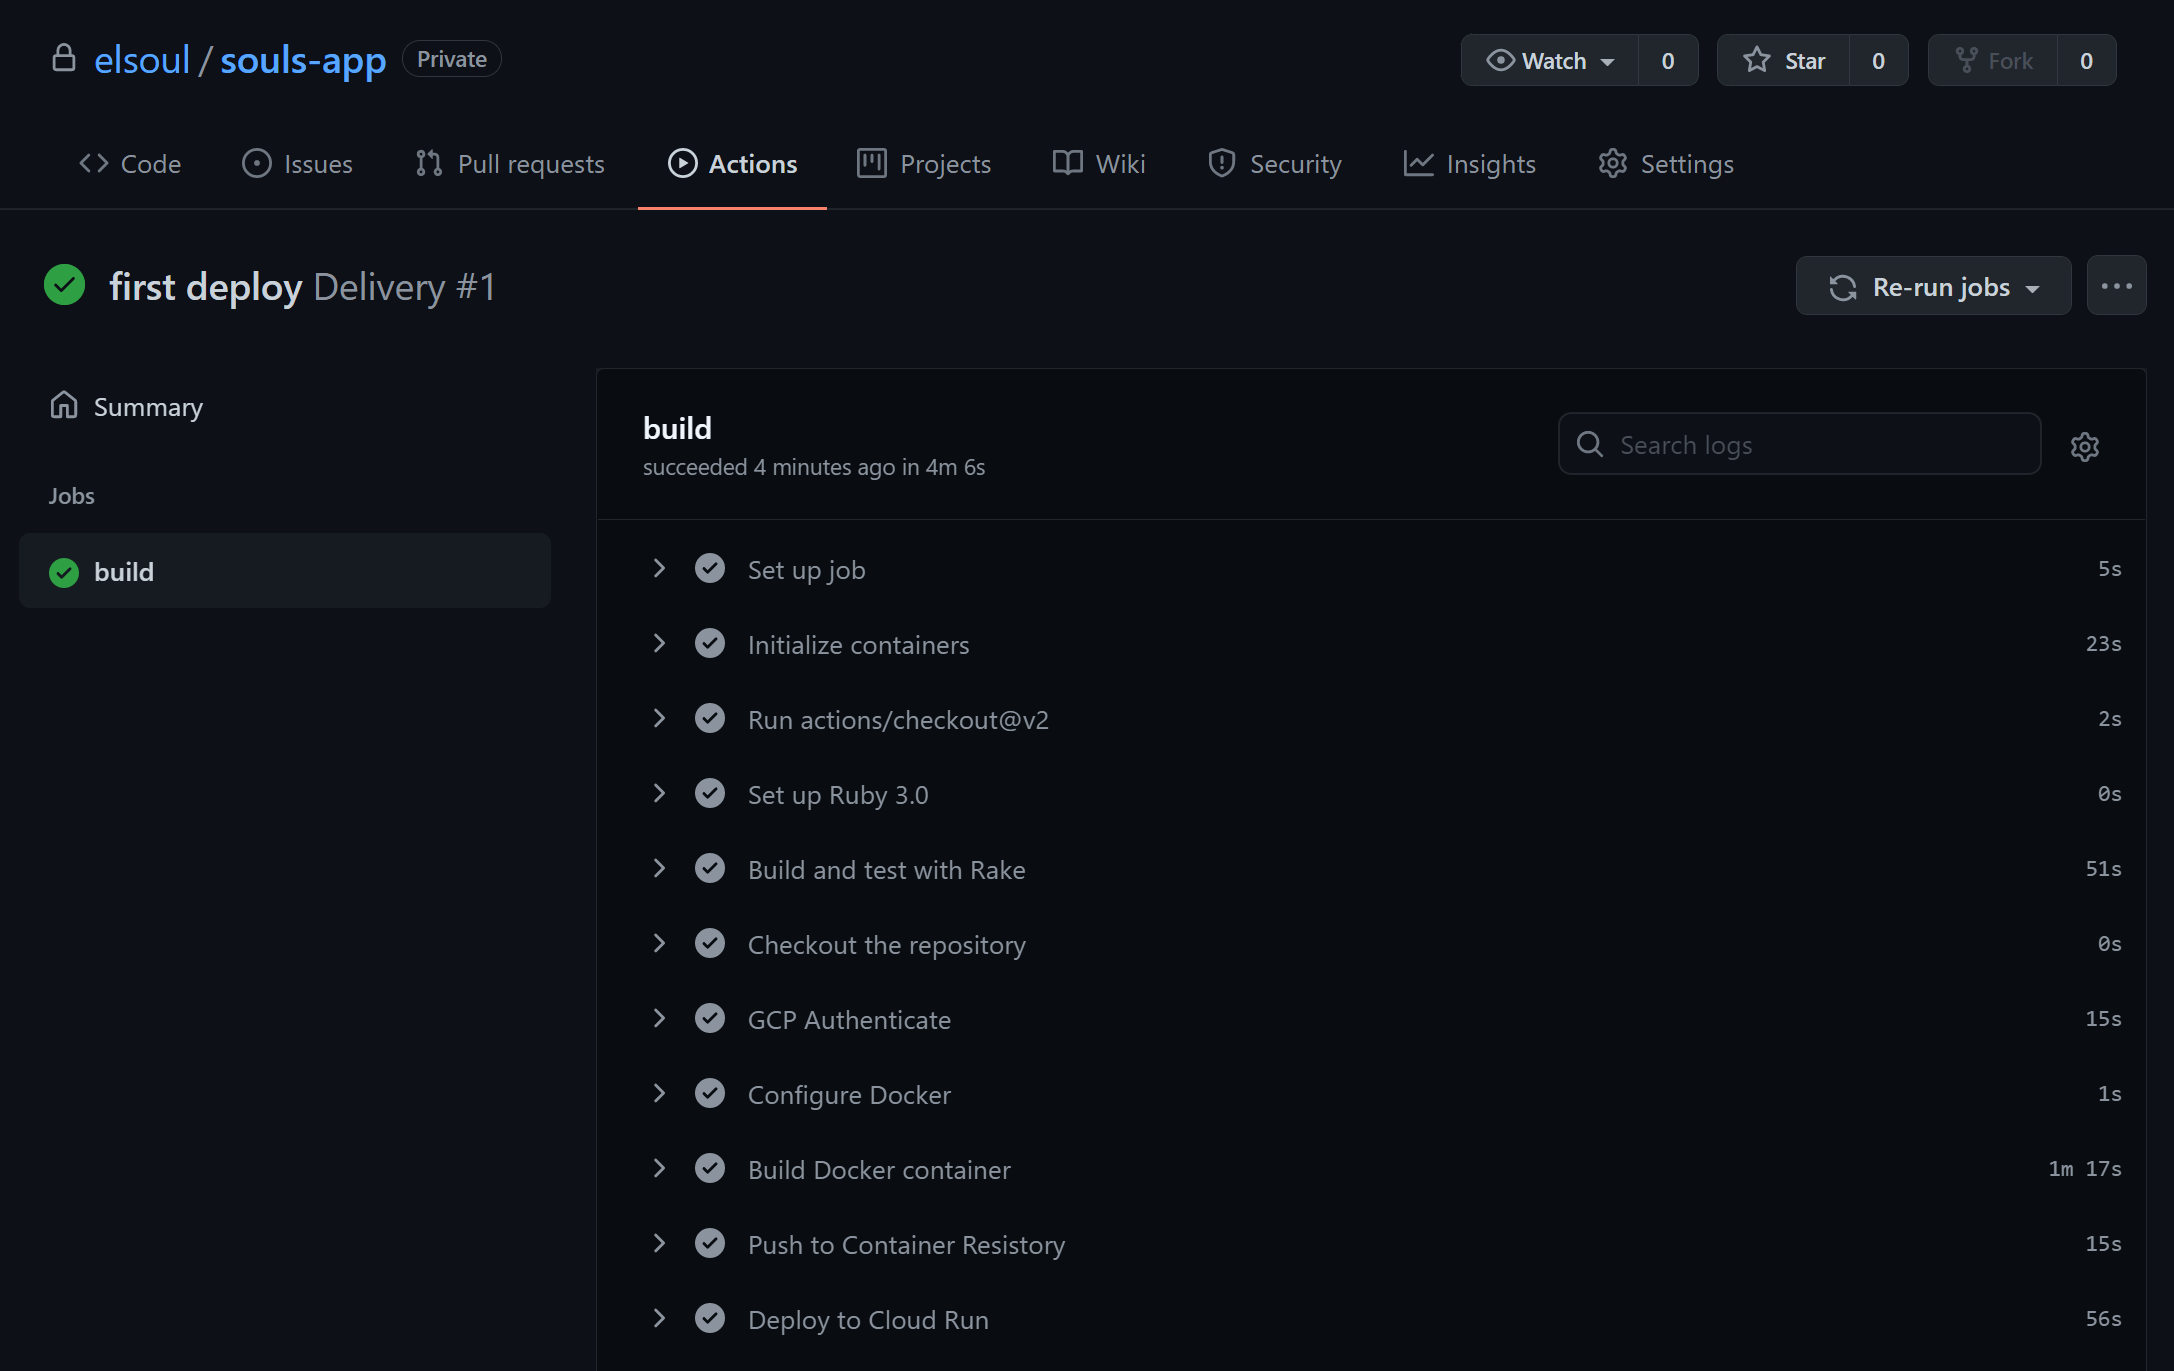 elsoul / souls-app Private Watch 0 Star 0 Fork 0
Code Issues Pull requests Actions Projects Wiki Security Insights Settings
first deploy Delivery #1 Re-run jobs
Summary
Jobs
build
build
succeeded 4 minutes ago in 4m 6s
Search logs
Set up job 5s
Initialize containers 23s
Run actions/checkout@v2 2s
Set up Ruby 3.0 0s
Build and test with Rake 51s
Checkout the repository 0s
GCP Authenticate 15s
Configure Docker 1s
Build Docker container 1m 17s
Push to Container Resistory 15s
Deploy to Cloud Run 56s